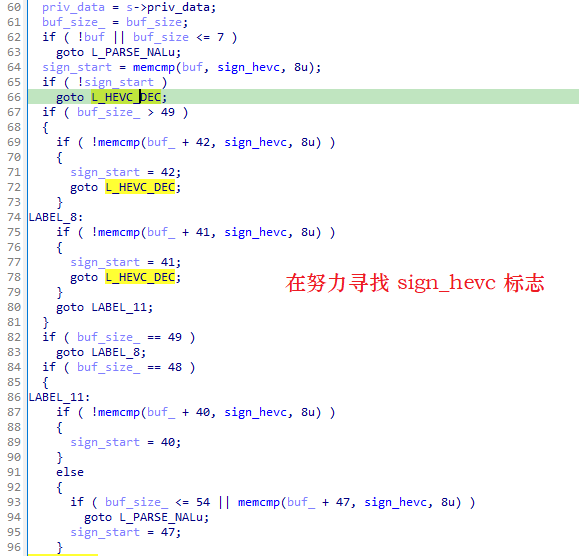 60 priv_data = s->priv_data;
61 buf_size_ = buf_size;
62 if ( !buf || buf_size <= 7 )
63 goto L_PARSE_NALu;
64 sign_start = memcmp(buf, sign_hevc, 8u);
65 if ( !sign_start )
66 goto L_HEVC_DEC;
67 if ( buf_size_ > 49 )
68 {
69 if ( !memcmp(buf_ + 42, sign_hevc, 8u) )
70 {
71 sign_start = 42;
72 goto L_HEVC_DEC;
73 }
74 LABEL_8:
75 if ( !memcmp(buf_ + 41, sign_hevc, 8u) )
76 {
77 sign_start = 41;
78 goto L_HEVC_DEC;
79 }
80 goto LABEL_11;
81 }
82 if ( buf_size_ == 49 )
83 goto LABEL_8;
84 if ( buf_size_ == 48 )
85 {
86 LABEL_11:
87 if ( !memcmp(buf_ + 40, sign_hevc, 8u) )
88 {
89 sign_start = 40;
90 }
91 else
92 {
93 if ( buf_size_ <= 54 || memcmp(buf_ + 47, sign_hevc, 8u) )
94 goto L_PARSE_NALu;
95 sign_start = 47;
96 }
在努力寻找 sign_hevc 标志